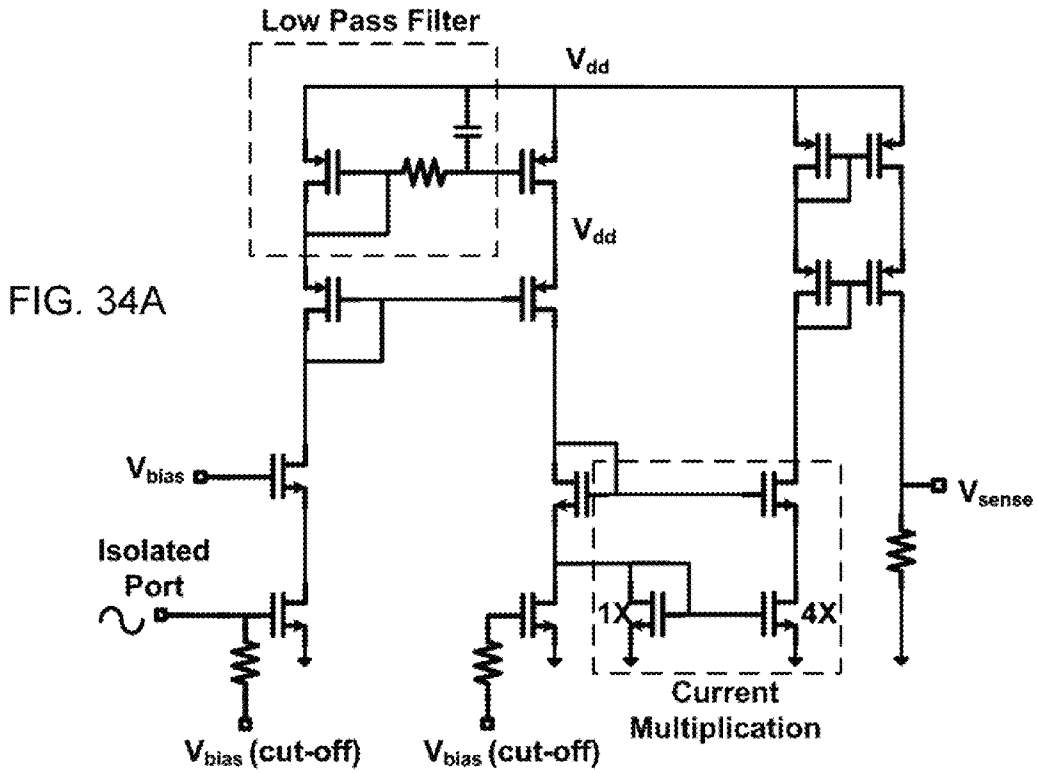 Low Pass Filter
Vdd
Vdd
FIG. 34A
Vbias
Vsense
Isolated
Port
1X
4X
Current
Multiplication
Vbias (cut-off)
Vbias (cut-off)